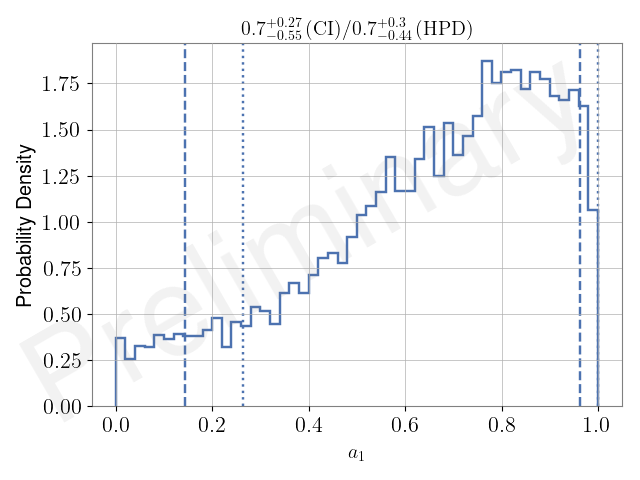 $0.7^{+0.27}_{-0.55}$(CI)/$0.7^{+0.3}_{-0.44}$(HPD)
Probability Density
1.75
1.50
1.25
1.00
0.75
0.50
0.25
0.00
Preliminary
0.0 0.2 0.4 0.6 0.8 1.0
$a_1$